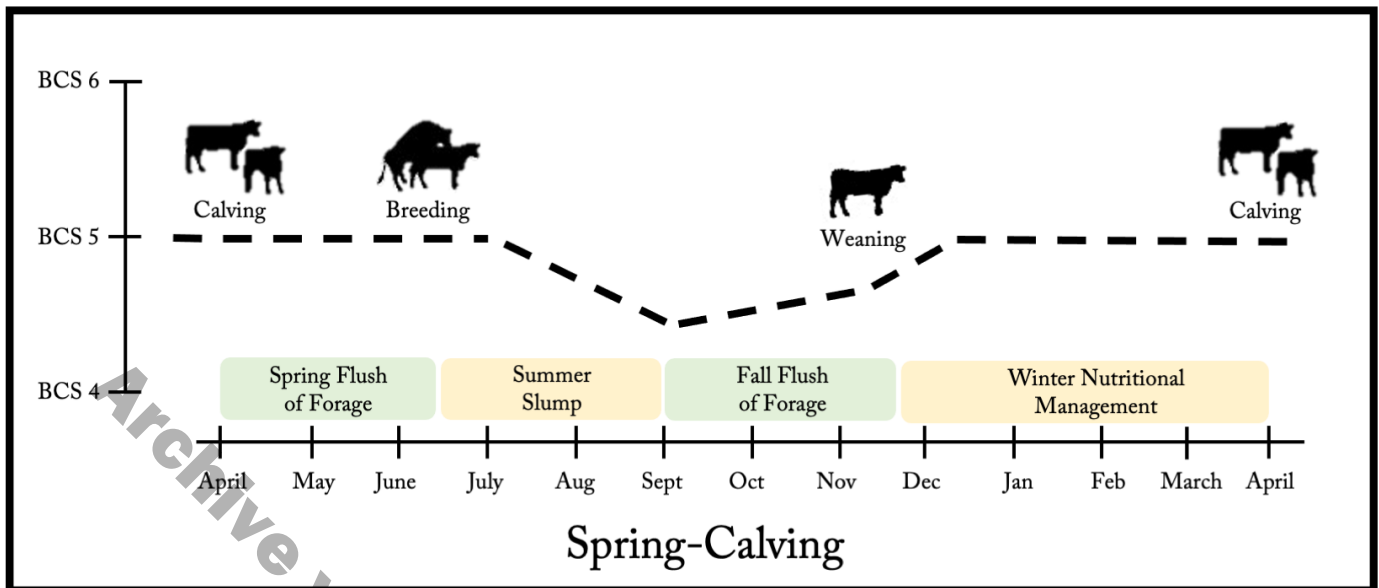 BCS 6
Calving
Breeding
Calving
BCS 5
Weaning
BCS 4
Spring Flush
of Forage
Summer
Slump
Fall Flush
of Forage
Winter Nutritional
Management
April May June July Aug Sept Oct Nov Dec Jan Feb March April
Spring-Calving
Archive